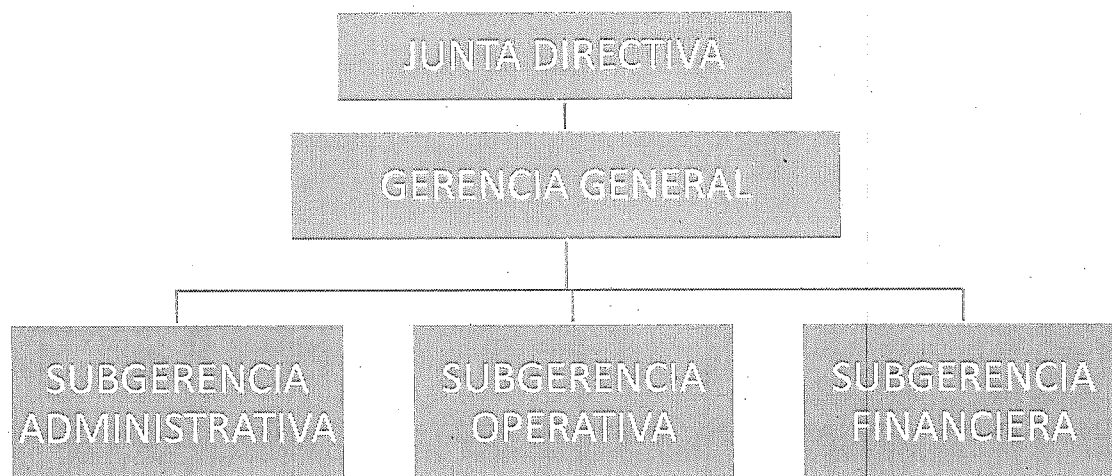 JUNTA DIRECTIVA
GERENCIA GENERAL
SUBGERENCIA
ADMINISTRATIVA
SUBGERENCIA
OPERATIVA
SUBGERENCIA
FINANCIERA